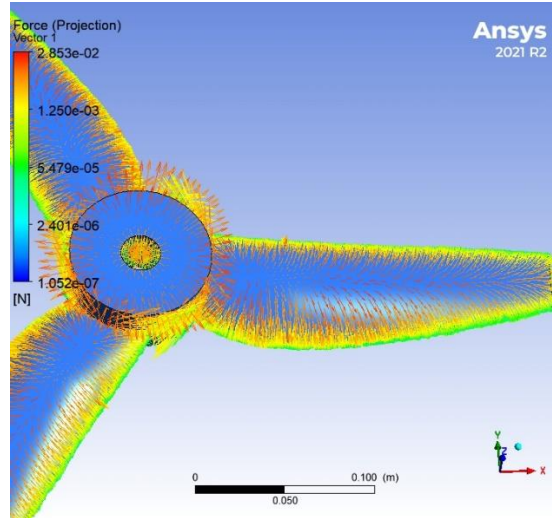 Force (Projection)
Vector 1
2.853e-02
1.250e-03
5.479e-05
2.401e-06
1.052e-07
[N]
Ansys
2021 R2
0
0.100 (m)
0.050
Y
Z
X